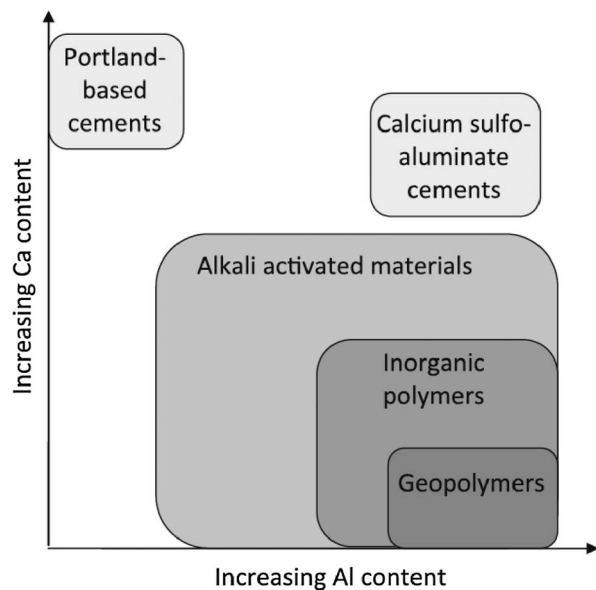 Portland-
based
cements
Calcium sulfo-
aluminate
cements
Alkali activated materials
Inorganic
polymers
Geopolymers
Increasing Ca content
Increasing Al content